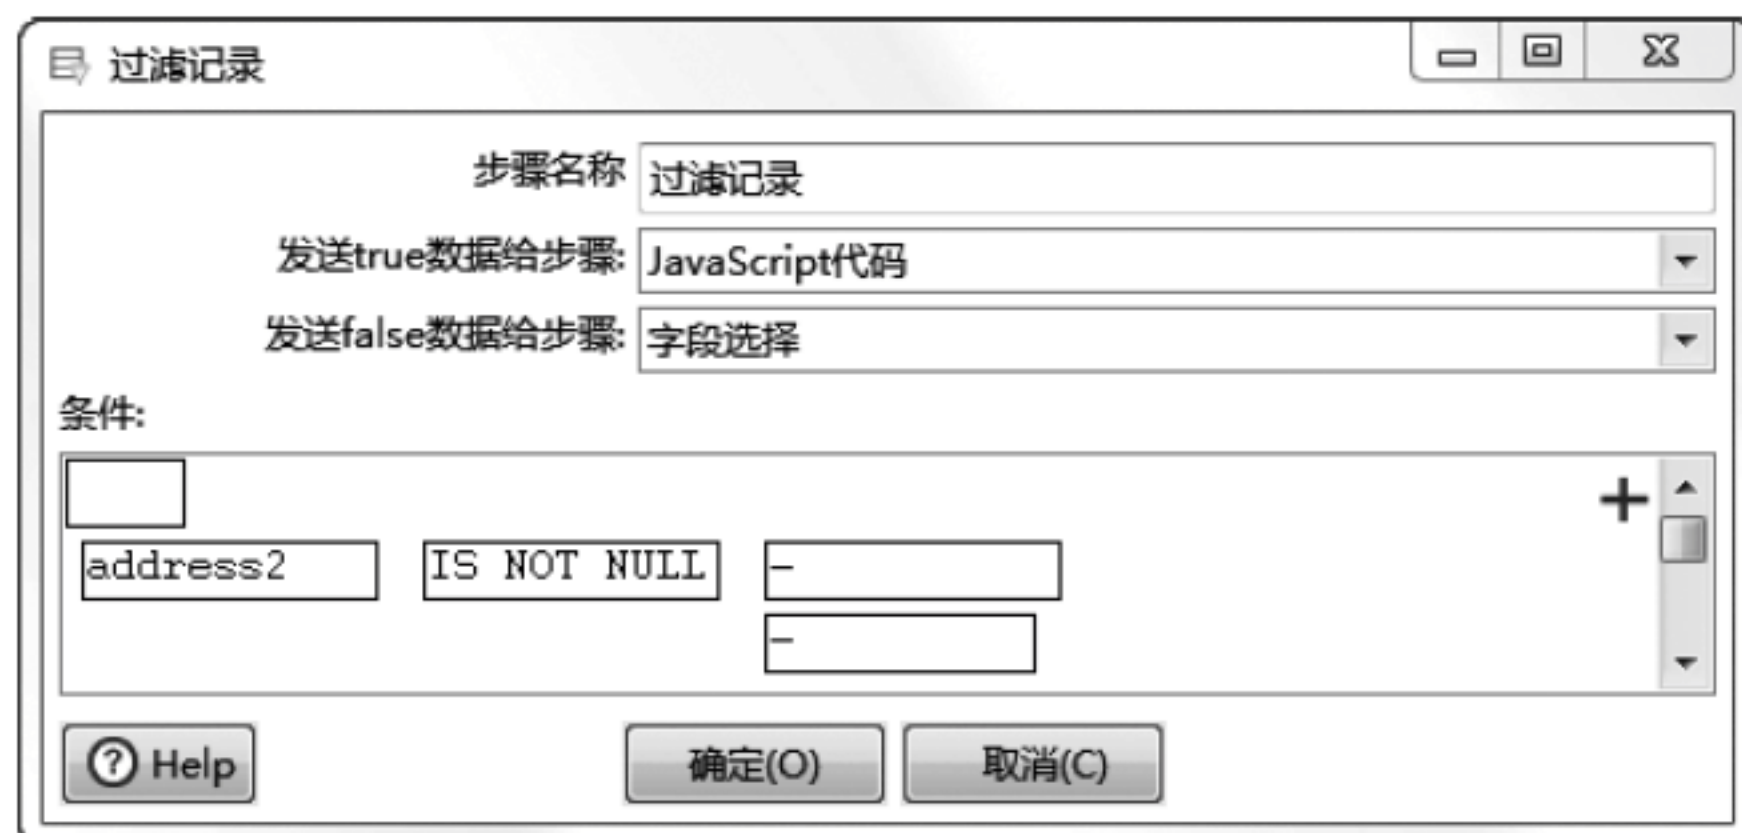 过滤记录
步骤名称 过滤记录
发送true数据给步骤: JavaScript代码
发送false数据给步骤: 字段选择
条件:
address2 IS NOT NULL –
–
Help 确定(O) 取消(C)